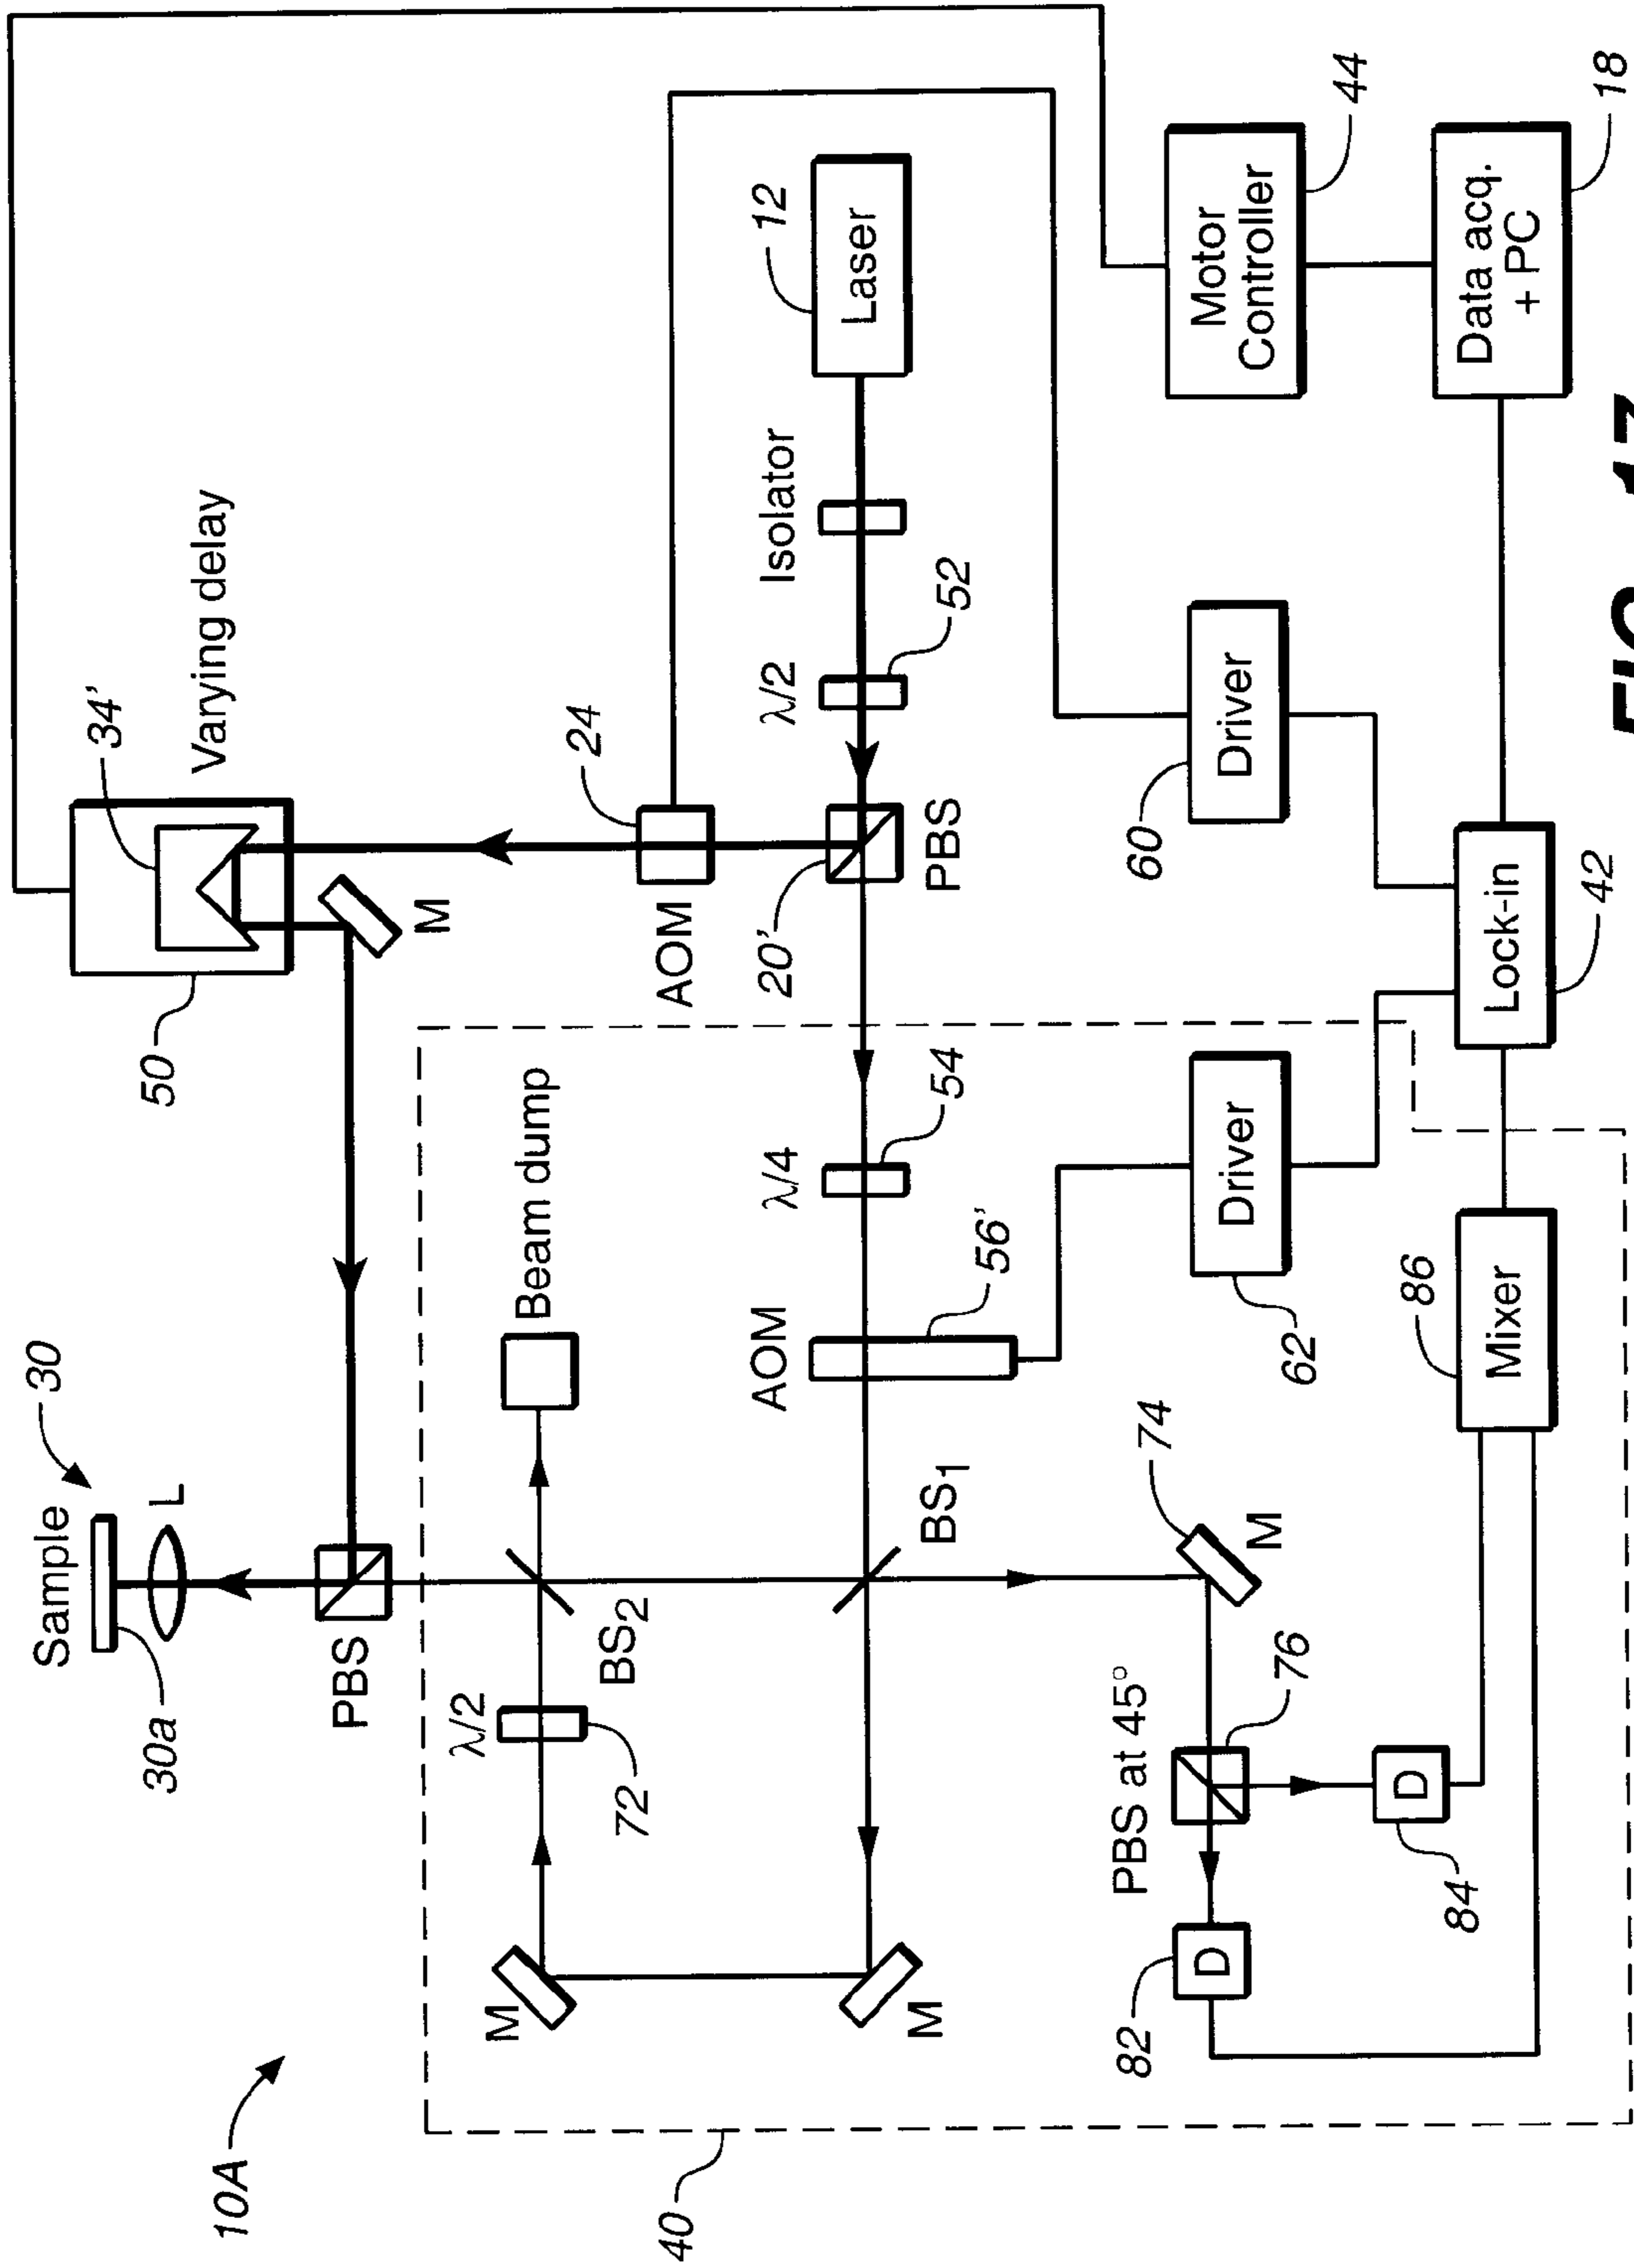 10A
40
Sample
30
30a
L
PBS
50
34'
Varying delay
M
M
λ/2
72
BS2
Beam dump
AOM
24
M
BS1
AOM
56'
λ/4
54
20'
PBS
λ/2
52
Isolator
12
Laser
82
D
PBS at 45°
76
74
M
D
84
62
Driver
60
Driver
Motor
Controller
44
86
Mixer
Lock-in
42
Data acq.
+ PC
18